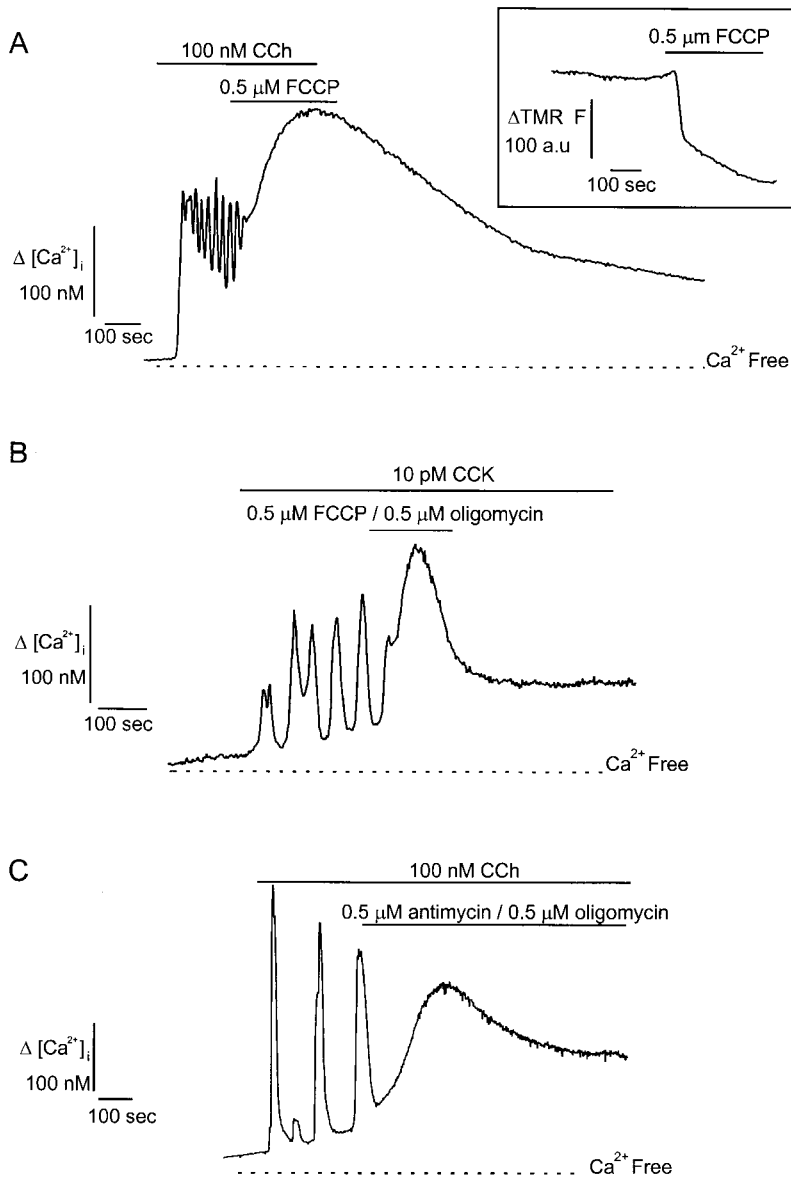 A
100 nM CCh
0.5 μM FCCP
0.5 μm FCCP
ΔTMR F
100 a.u
100 sec
Δ [Ca²⁺]ᵢ
100 nM
100 sec
Ca²⁺ Free
B
10 pM CCK
0.5 μM FCCP / 0.5 μM oligomycin
Δ [Ca²⁺]ᵢ
100 nM
100 sec
Ca²⁺ Free
C
100 nM CCh
0.5 μM antimycin / 0.5 μM oligomycin
Δ [Ca²⁺]ᵢ
100 nM
100 sec
Ca²⁺ Free